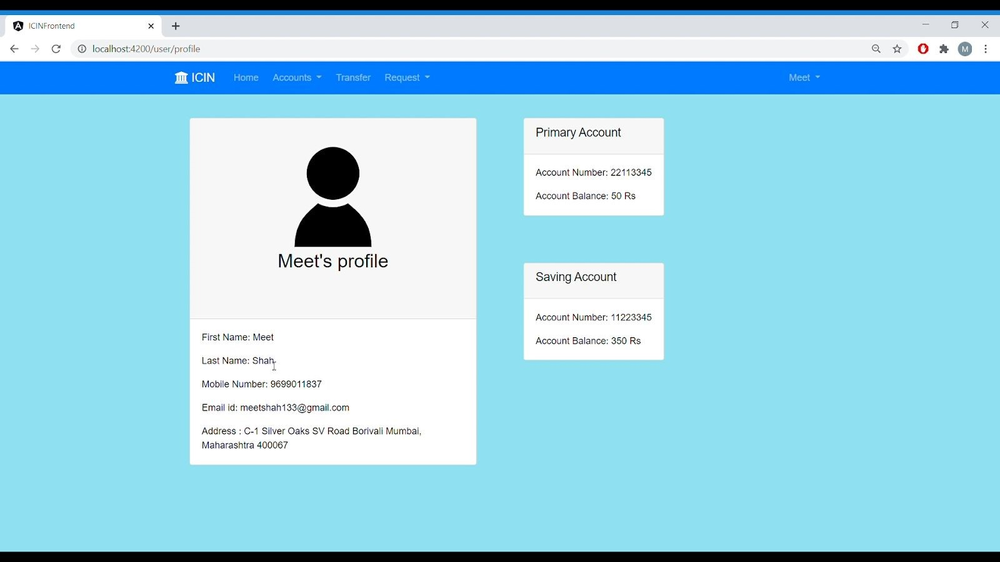 ICINFrontend
localhost:4200/user/profile
M
ICIN Home Accounts Transfer Request Meet
Meet's profile
First Name: Meet
Last Name: Shah
Mobile Number: 9699011837
Email id: meetshah133@gmail.com
Address : C-1 Silver Oaks SV Road Borivali Mumbai,
Maharashtra 400067
Primary Account
Account Number: 22113345
Account Balance: 50 Rs
Saving Account
Account Number: 11223345
Account Balance: 350 Rs